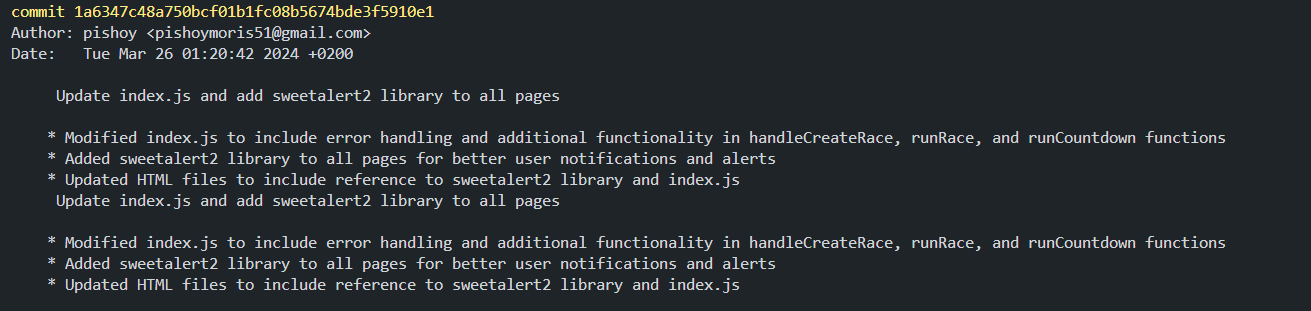 commit 1a6347c48a750bcf01b1fc08b5674bde3f5910e1
Author: pishoy <pishoymoris51@gmail.com>
Date:   Tue Mar 26 01:20:42 2024 +0200
Update index.js and add sweetalert2 library to all pages
* Modified index.js to include error handling and additional functionality in handleCreateRace, runRace, and runCountdown functions
* Added sweetalert2 library to all pages for better user notifications and alerts
* Updated HTML files to include reference to sweetalert2 library and index.js
Update index.js and add sweetalert2 library to all pages
* Modified index.js to include error handling and additional functionality in handleCreateRace, runRace, and runCountdown functions
* Added sweetalert2 library to all pages for better user notifications and alerts
* Updated HTML files to include reference to sweetalert2 library and index.js